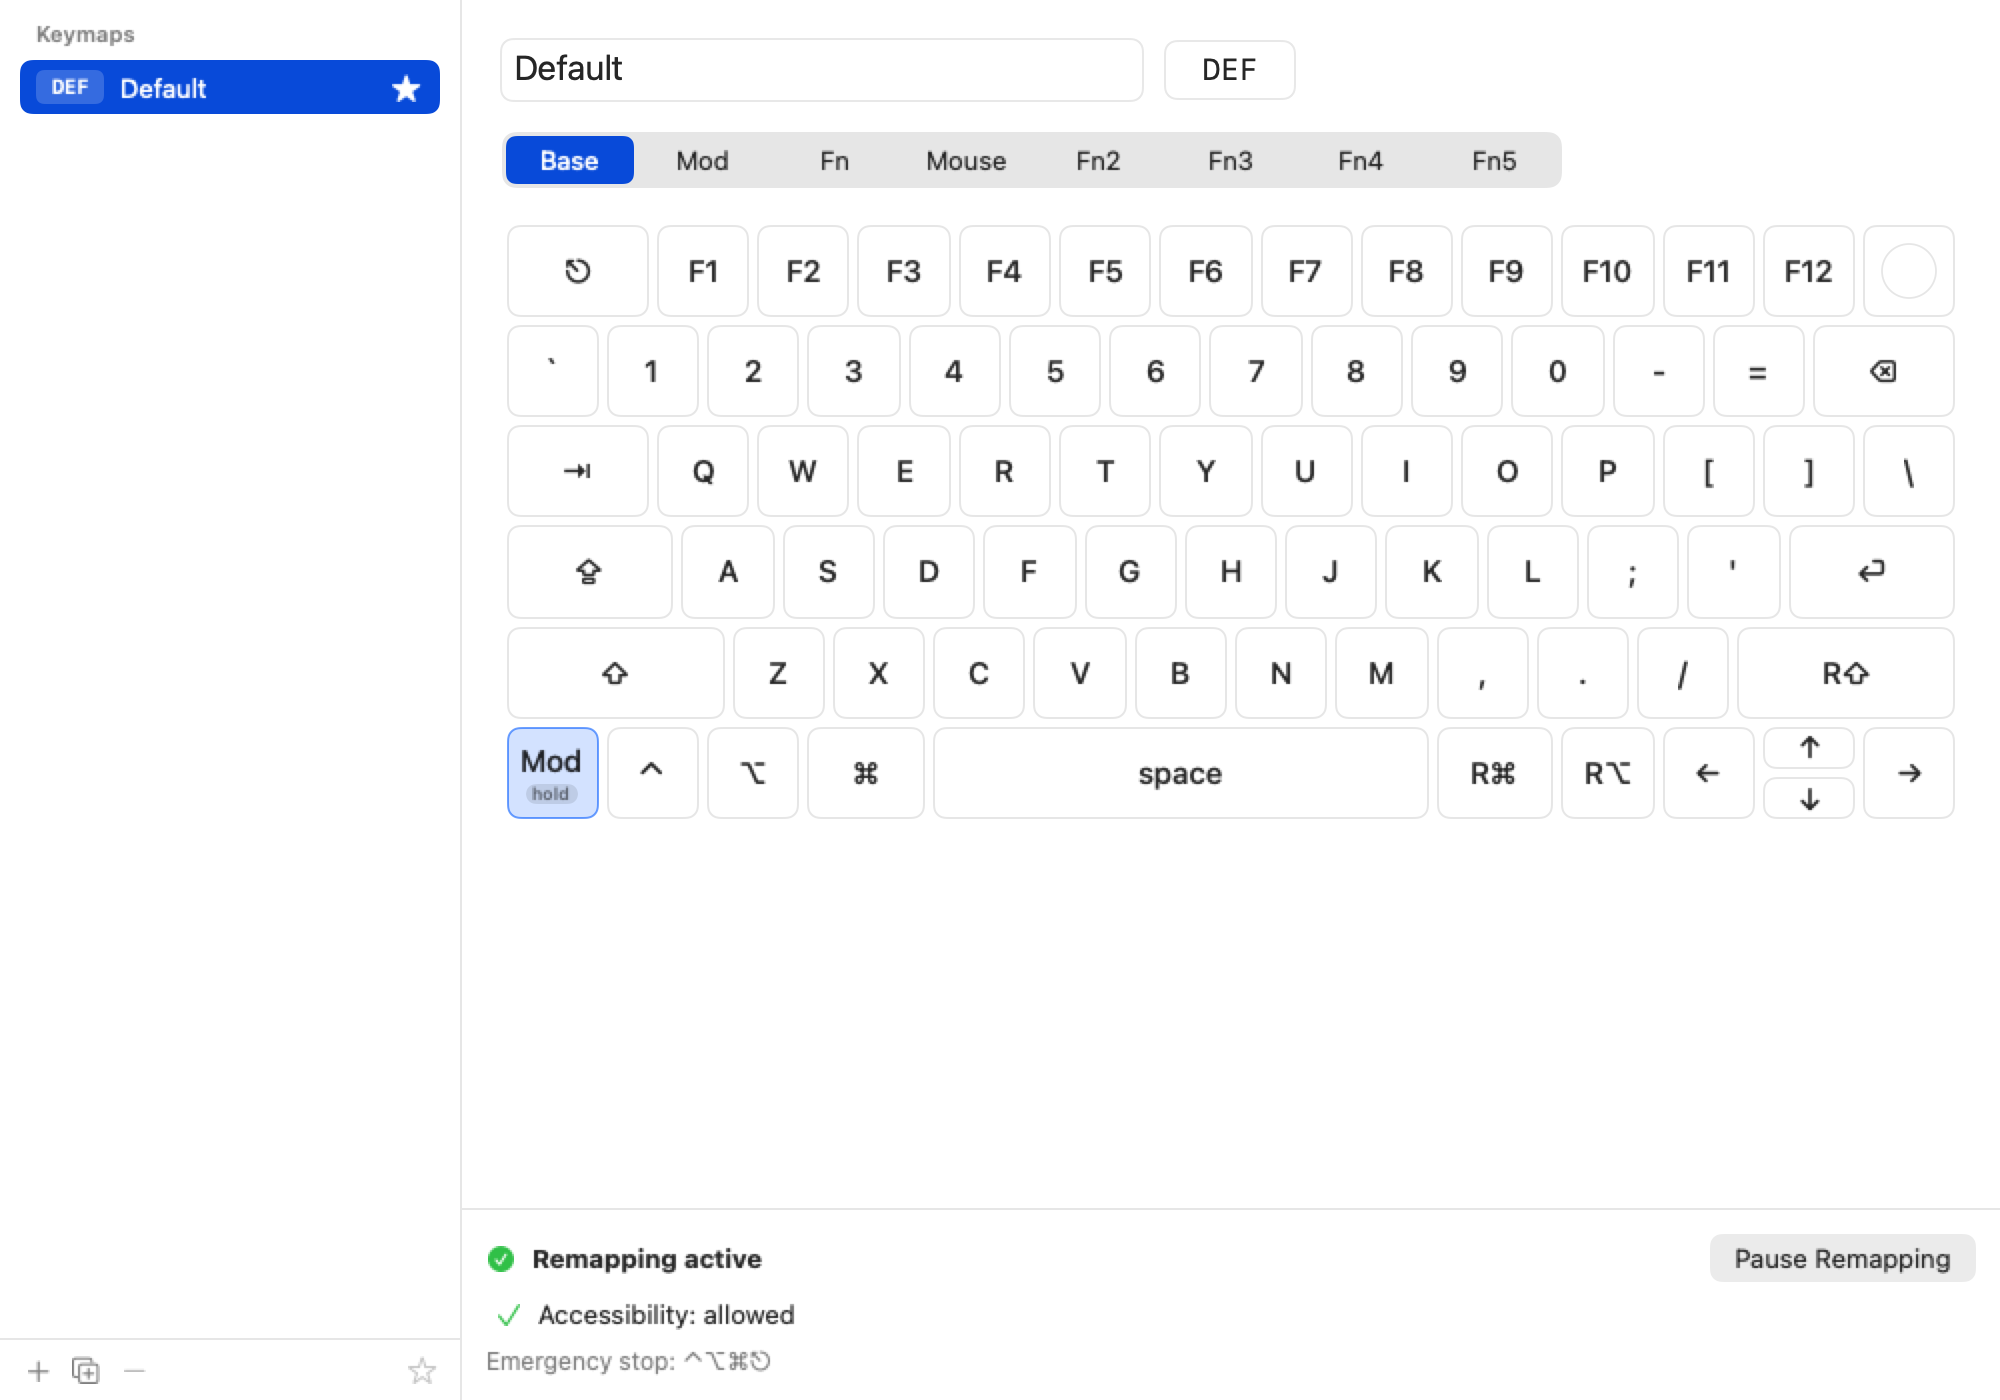 Keymaps
DEF Default ★
Default DEF
Base Mod Fn Mouse Fn2 Fn3 Fn4 Fn5
⎋ F1 F2 F3 F4 F5 F6 F7 F8 F9 F10 F11 F12
` 1 2 3 4 5 6 7 8 9 0 - = ⌫
⇥ Q W E R T Y U I O P [ ] \
⇪ A S D F G H J K L ; ' ↩
⇧ Z X C V B N M , . / R⇧
Mod ^ ⌥ ⌘ space R⌘ R⌥ ← ↑ →
hold ↓
Remapping active Pause Remapping
Accessibility: allowed
Emergency stop: ^⌥⌘⎋